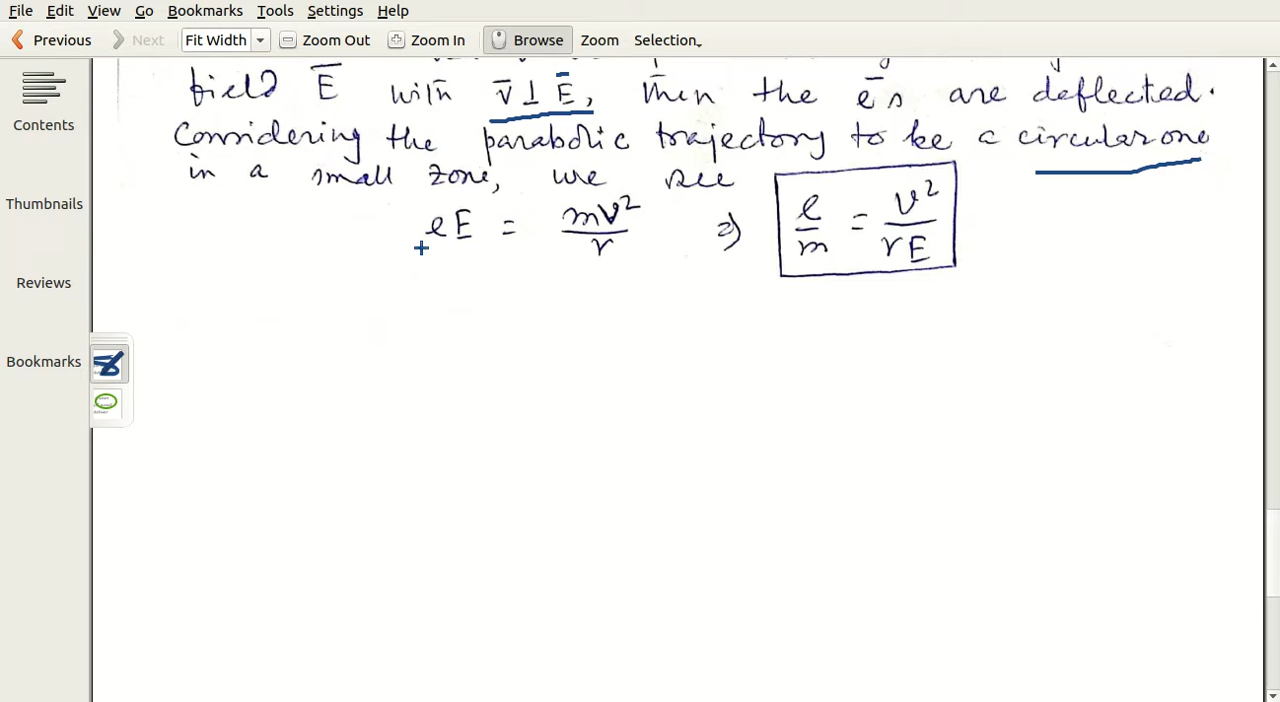 File Edit View Go Bookmarks Tools Settings Help
Previous Next Fit Width Zoom Out Zoom In Browse Zoom Selection
Contents
Thumbnails
Reviews
Bookmarks
field E̅ with v̅ ⊥ E̅, then the e̅s are deflected.
Considering the parabolic trajectory to be a circular one
in a small zone, we see
eE = mv²/r ⇒ e/m = v²/rE